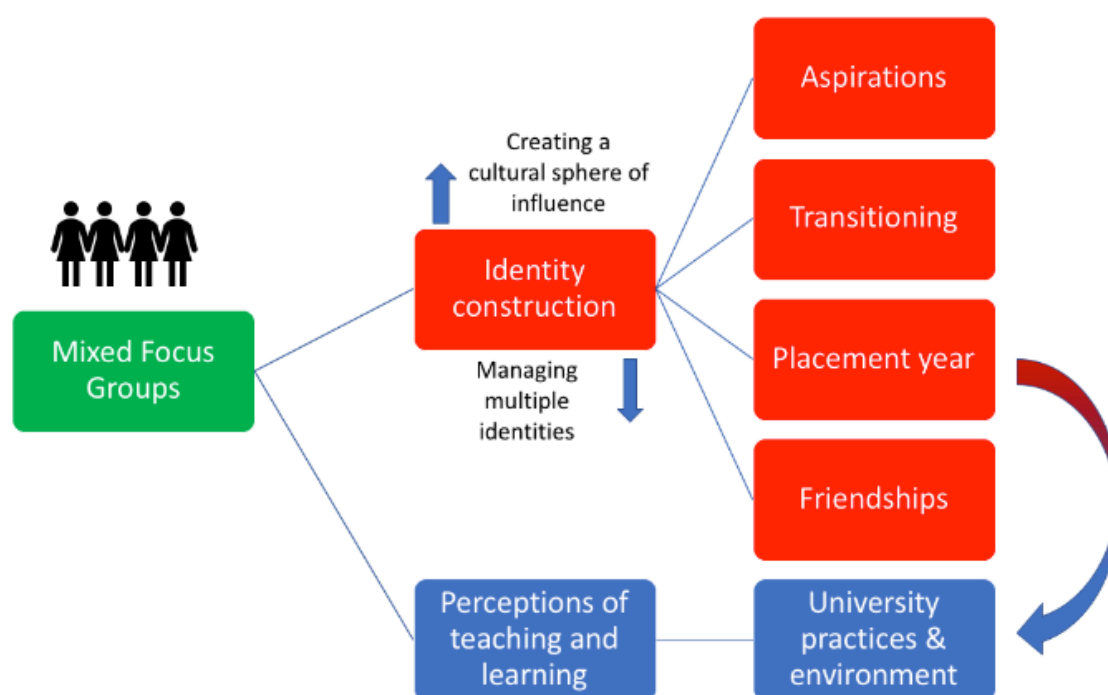 Mixed Focus
Groups
Creating a
cultural sphere of
influence
Identity
construction
Managing
multiple
identities
Perceptions of
teaching and
learning
Aspirations
Transitioning
Placement year
Friendships
University
practices &
environment